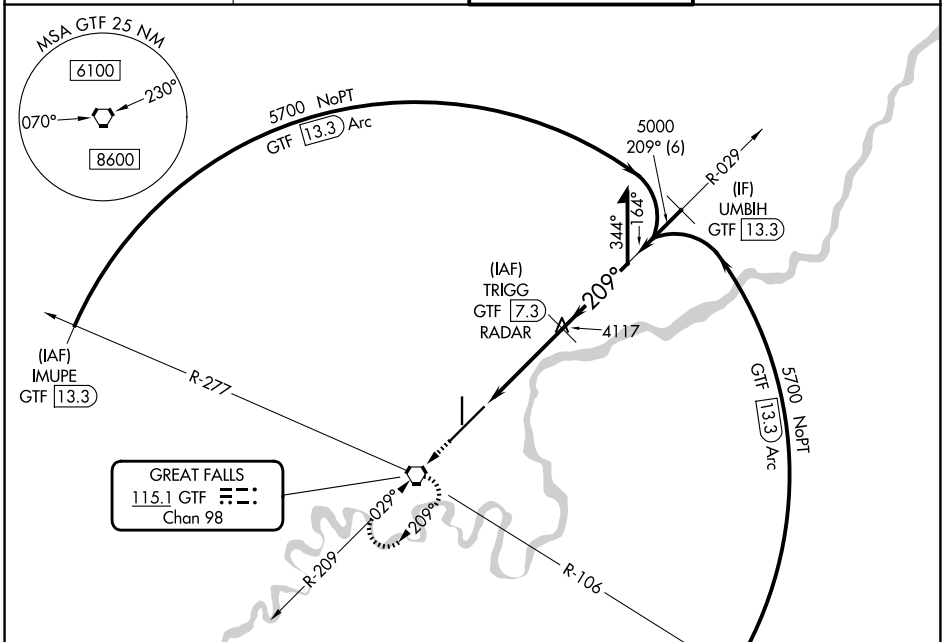 MSA GTF 25 NM
6100
230°
070°
8600
5700 NoPT
GTF 13.3 Arc
5000
209° (6)
R-029
(IF)
UMBIH
GTF 13.3
344°
164°
209°
(IAF)
TRIGG
GTF 7.3
RADAR
4117
(IAF)
IMUPE
GTF 13.3
R-277
5700 NoPT
GTF 13.3 Arc
GREAT FALLS
115.1 GTF
Chan 98
029°
209°
R-209
R-106